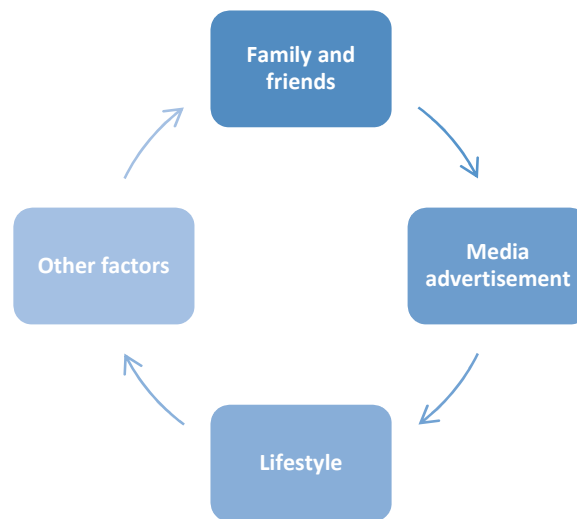 Family and
friends
Media
advertisement
Lifestyle
Other factors